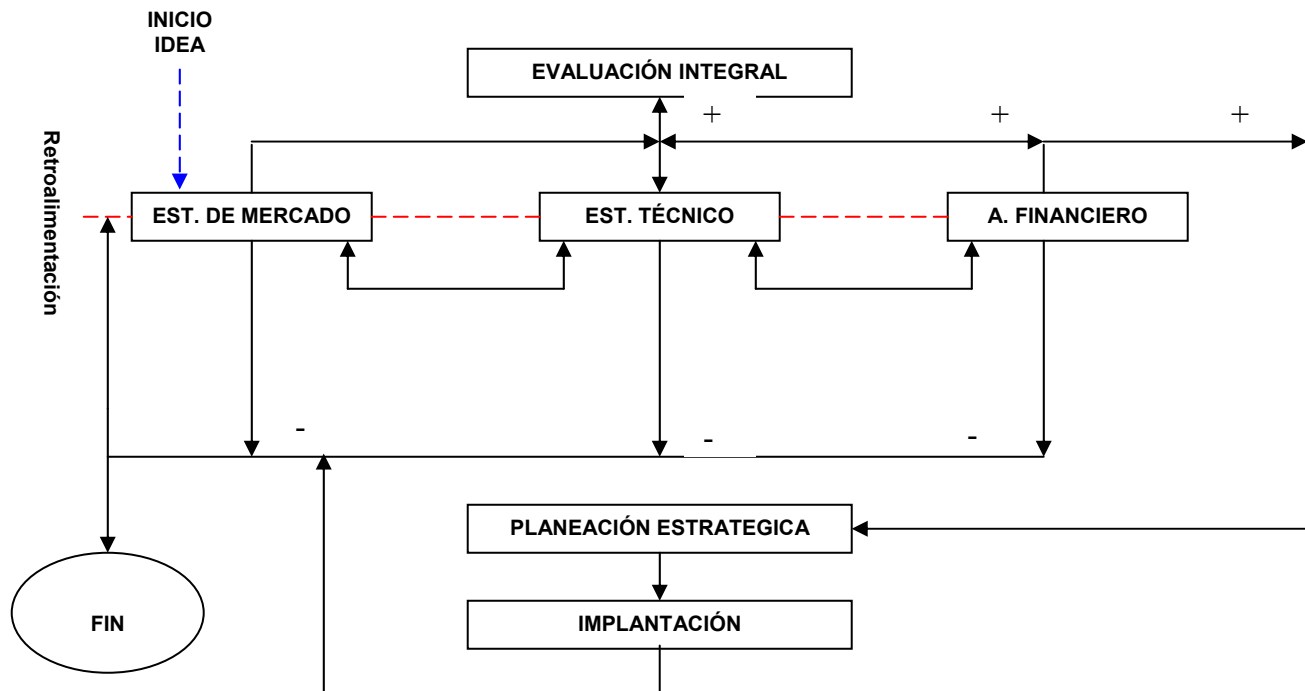 INICIO
IDEA
EVALUACIÓN INTEGRAL
+ + +
Retroalimentación
EST. DE MERCADO
EST. TÉCNICO
A. FINANCIERO
- - -
PLANEACIÓN ESTRATEGICA
FIN
IMPLANTACIÓN